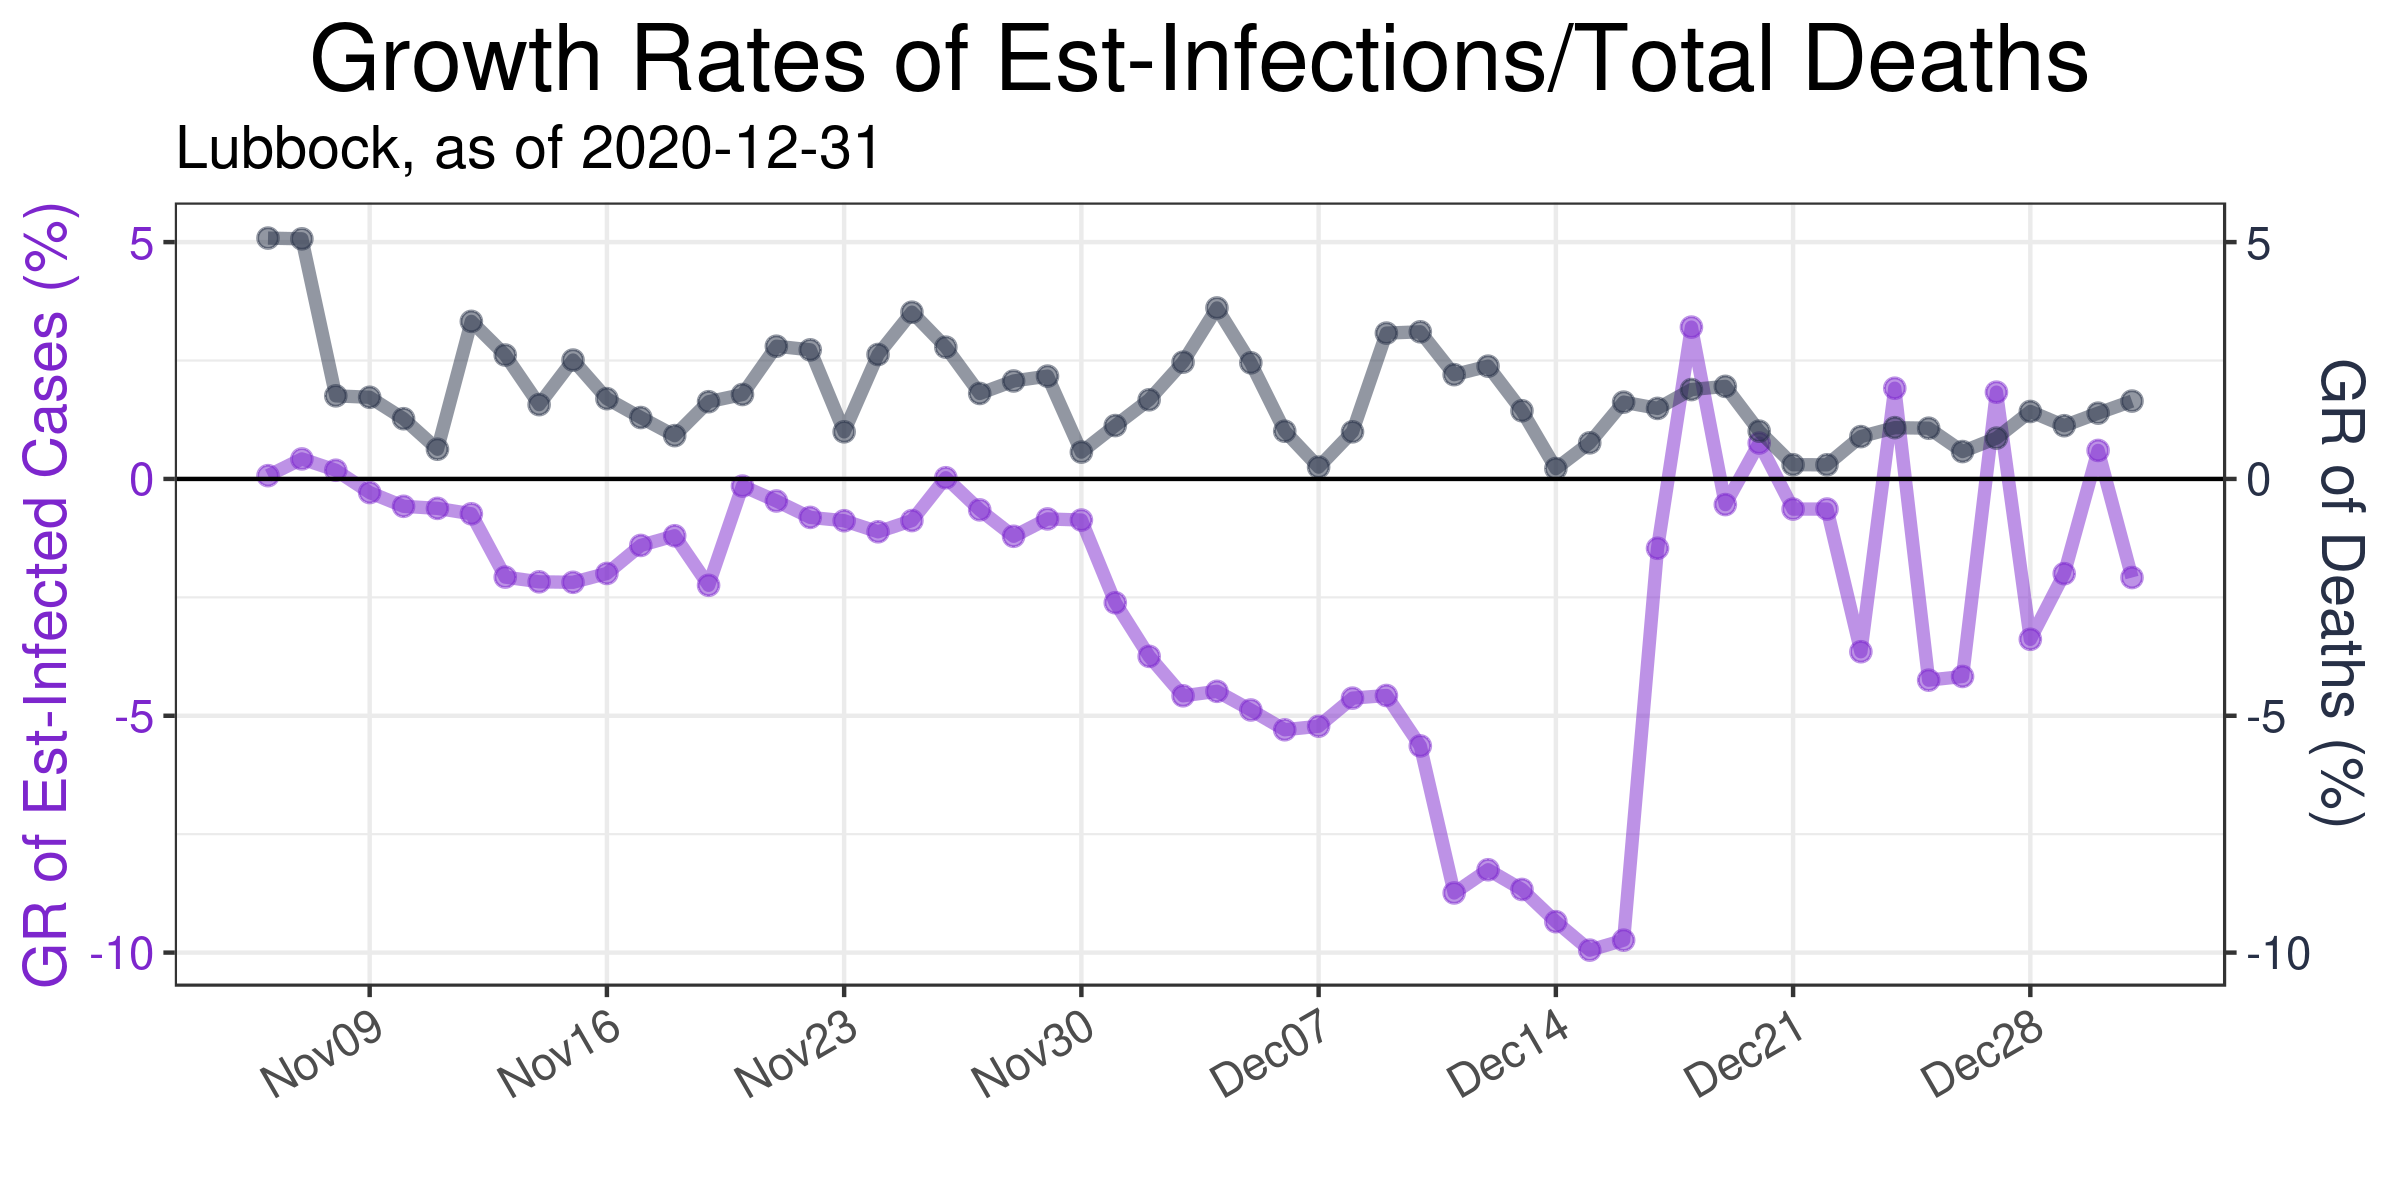 Growth Rates of Est-Infections/Total Deaths
Lubbock, as of 2020-12-31
GR of Est-Infected Cases (%)
5
0
-5
-10
5
0
-5
-10
GR of Deaths (%)
Nov09
Nov16
Nov23
Nov30
Dec07
Dec14
Dec21
Dec28